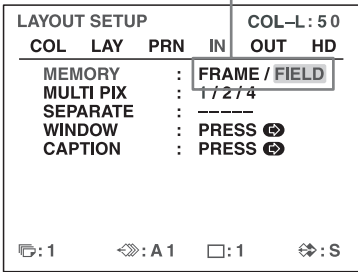 LAYOUT SETUP COL–L:50
COL LAY PRN IN OUT HD
MEMORY : FRAME / FIELD
MULTI PIX : 1 / 2 / 4
SEPARATE : –––––
WINDOW : PRESS
CAPTION : PRESS
:1 :A1 :1 :S